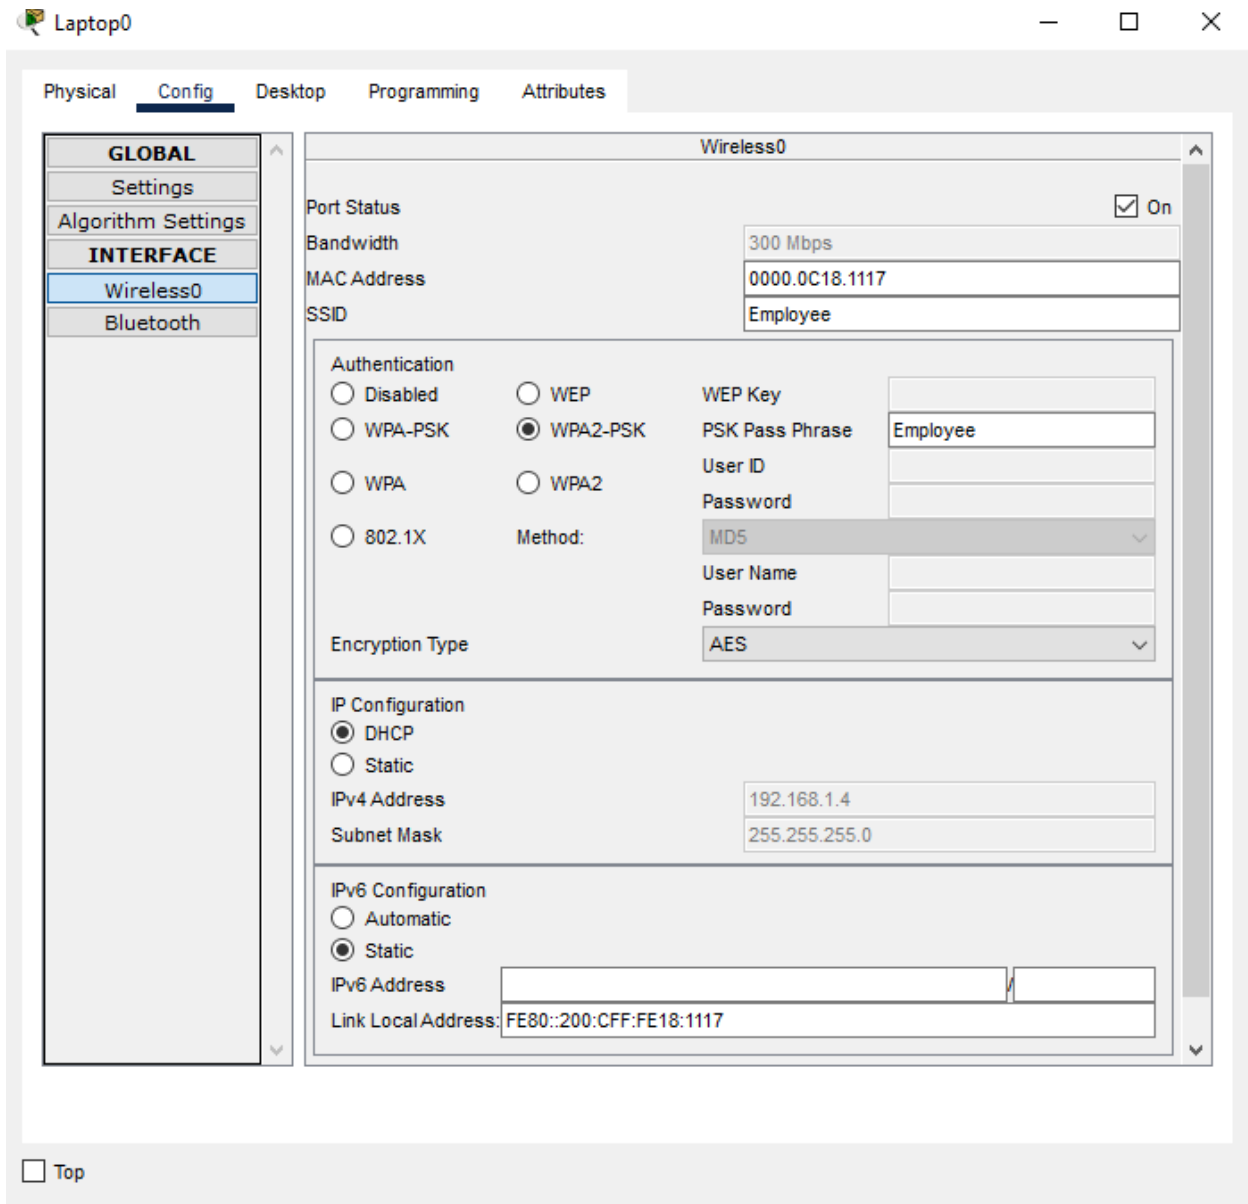 Laptop0
Physical Config Desktop Programming Attributes
GLOBAL
Settings
Algorithm Settings
INTERFACE
Wireless0
Bluetooth
Wireless0
Port Status On
Bandwidth 300 Mbps
MAC Address 0000.0C18.1117
SSID Employee
Authentication
Disabled WEP WEP Key
WPA-PSK WPA2-PSK PSK Pass Phrase Employee
User ID
WPA WPA2
Password
802.1X Method: MD5
User Name
Password
Encryption Type AES
IP Configuration
DHCP
Static
IPv4 Address 192.168.1.4
Subnet Mask 255.255.255.0
IPv6 Configuration
Automatic
Static
IPv6 Address /
Link Local Address: FE80::200:CFF:FE18:1117
Top